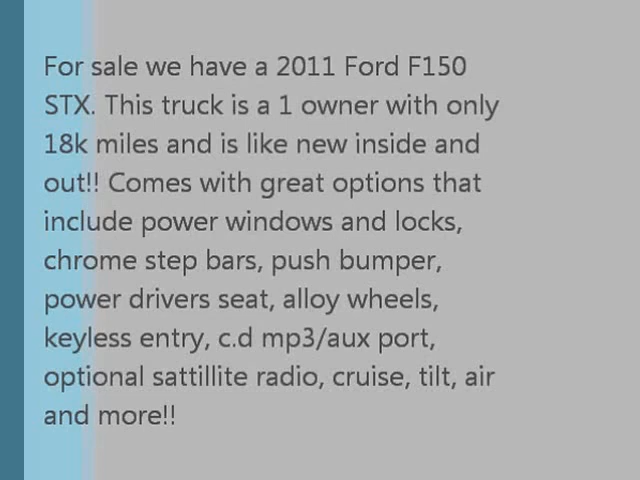 For sale we have a 2011 Ford F150
STX. This truck is a 1 owner with only
18k miles and is like new inside and
out!! Comes with great options that
include power windows and locks,
chrome step bars, push bumper,
power drivers seat, alloy wheels,
keyless entry, c.d mp3/aux port,
optional sattillite radio, cruise, tilt, air
and more!!